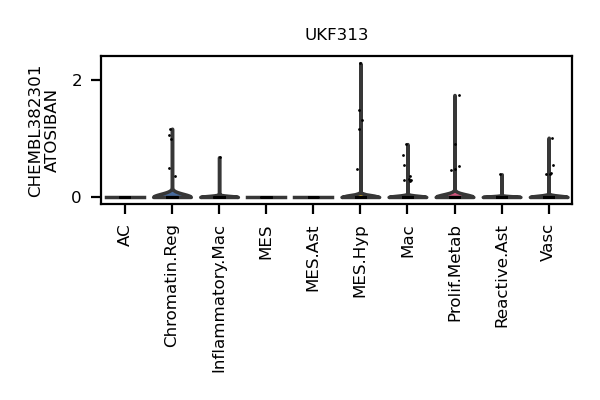 UKF313
CHEMBL382301
ATOSIBAN
2
0
AC
Chromatin.Reg
Inflammatory.Mac
MES
MES.Ast
MES.Hyp
Mac
Prolif.Metab
Reactive.Ast
Vasc